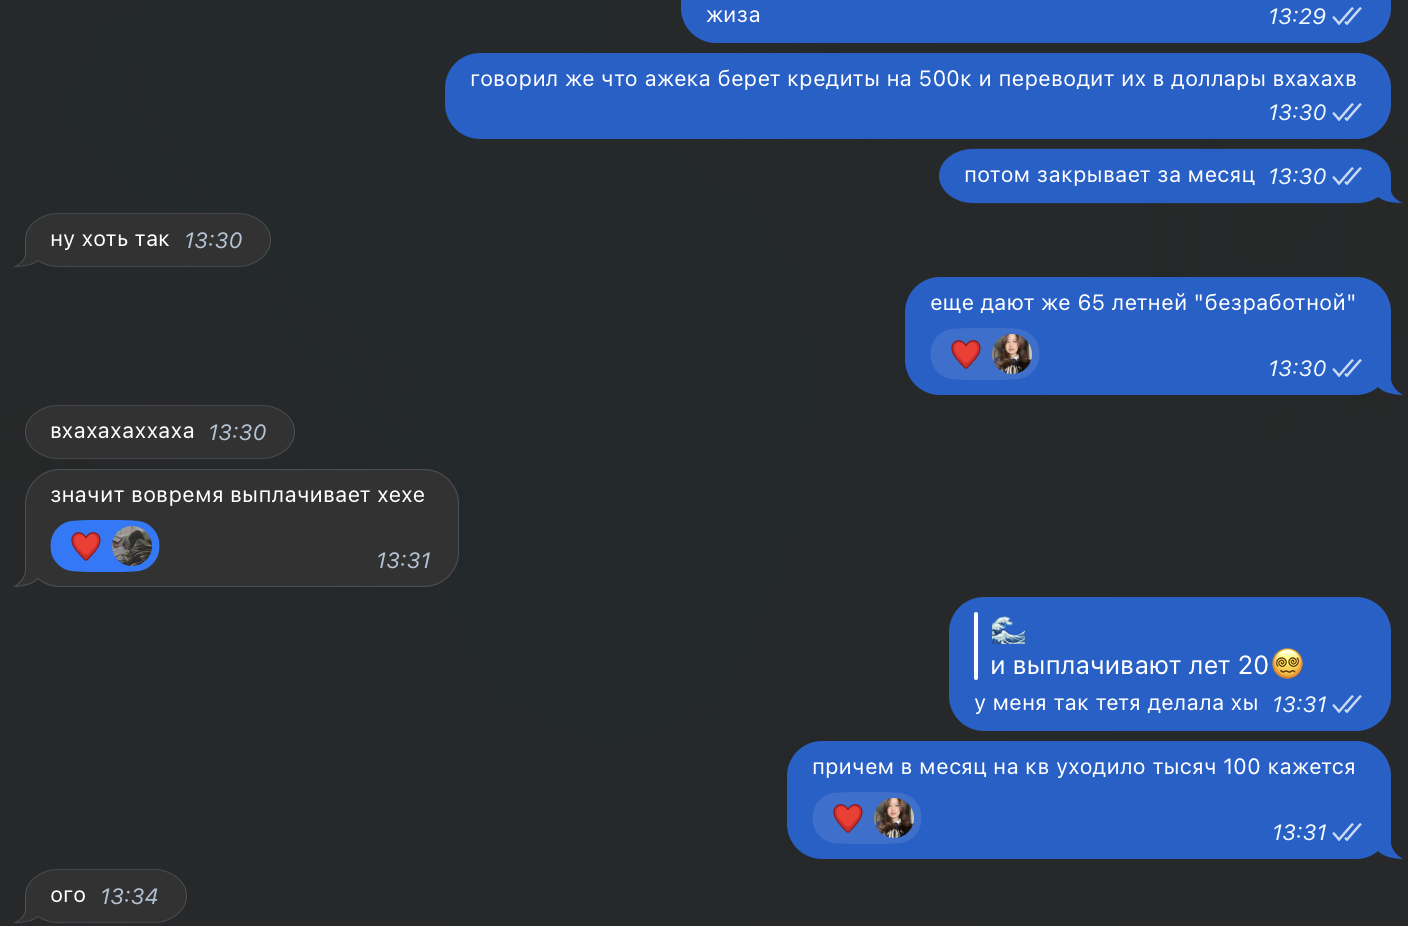 жиза 13:29
говорил же что ажека берет кредиты на 500к и переводит их в доллары вхахахв
13:30
потом закрывает за месяц 13:30
ну хоть так 13:30
еще дают же 65 летней "безработной"
❤️ 13:30
вхахахаххаха 13:30
значит вовремя выплачивает хехе
❤️ 13:31
🌊
и выплачивают лет 20😵‍💫
у меня так тетя делала хы 13:31
причем в месяц на кв уходило тысяч 100 кажется
❤️ 13:31
ого 13:34